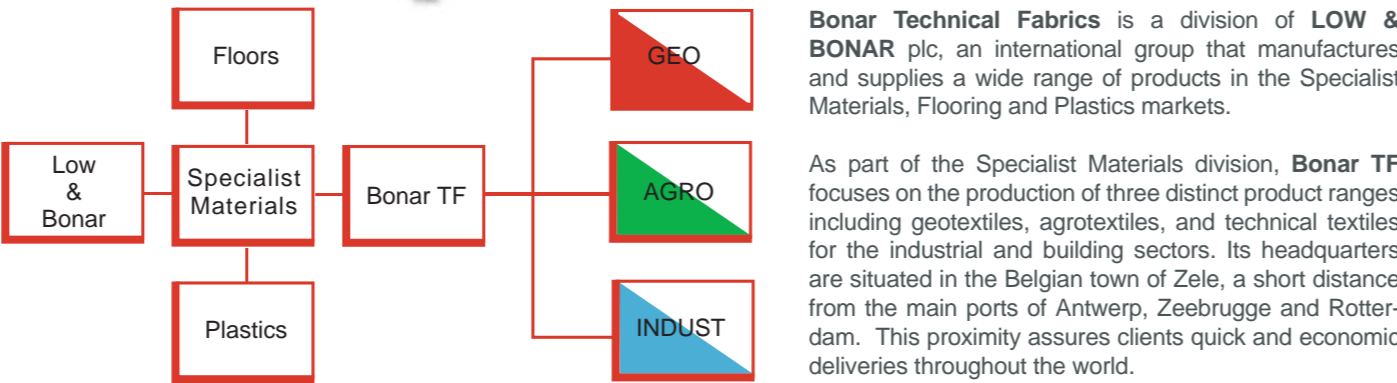 Floors
Low
&
Bonar
Specialist
Materials
Bonar TF
Plastics
GEO
AGRO
INDUST
Bonar Technical Fabrics is a division of LOW &
BONAR plc, an international group that manufactures
and supplies a wide range of products in the Specialist
Materials, Flooring and Plastics markets.
As part of the Specialist Materials division, Bonar TF
focuses on the production of three distinct product ranges
including geotextiles, agrotextiles, and technical textiles
for the industrial and building sectors. Its headquarters
are situated in the Belgian town of Zele, a short distance
from the main ports of Antwerp, Zeebrugge and Rotter-
dam. This proximity assures clients quick and economic
deliveries throughout the world.